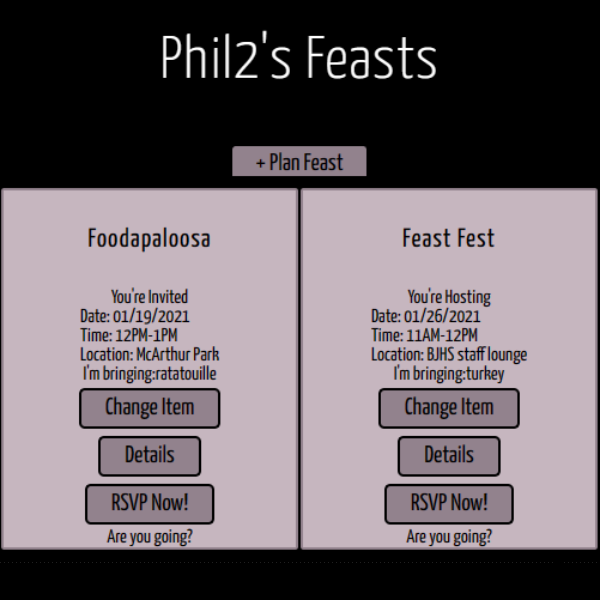 Phil2's Feasts
+ Plan Feast
Foodapaloosa
You're Invited
Date: 01/19/2021
Time: 12PM-1PM
Location: McArthur Park
I'm bringing:ratatouille
Change Item
Details
RSVP Now!
Are you going?
Feast Fest
You're Hosting
Date: 01/26/2021
Time: 11AM-12PM
Location: BJHS staff lounge
I'm bringing:turkey
Change Item
Details
RSVP Now!
Are you going?